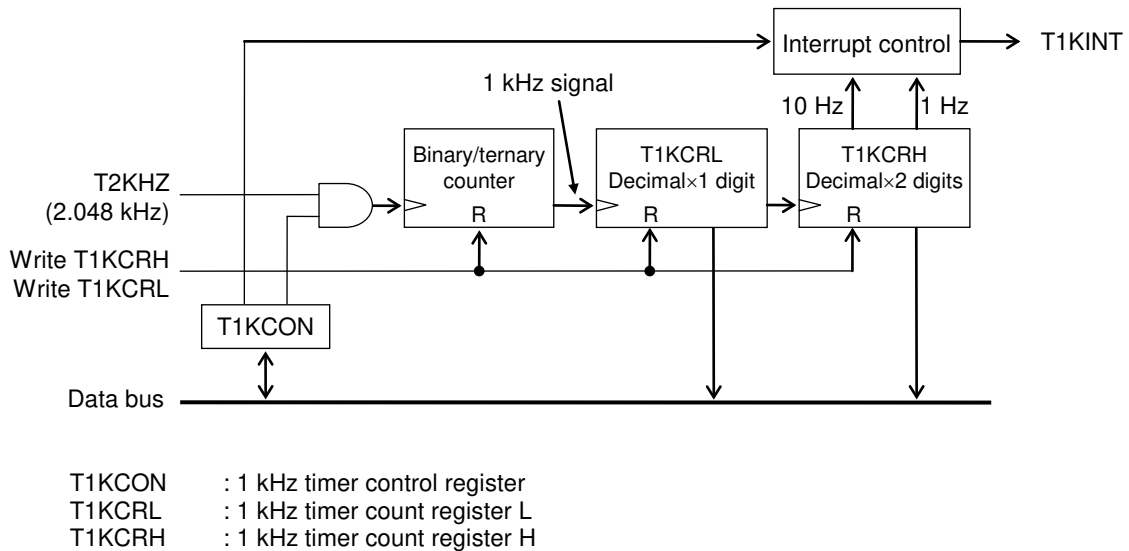 Interrupt control
T1KINT
1 kHz signal
10 Hz
1 Hz
Binary/ternary
counter
R
T1KCRL
Decimal×1 digit
R
T1KCRH
Decimal×2 digits
R
T2KHZ
(2.048 kHz)
Write T1KCRH
Write T1KCRL
T1KCON
Data bus
T1KCON : 1 kHz timer control register
T1KCRL : 1 kHz timer count register L
T1KCRH : 1 kHz timer count register H